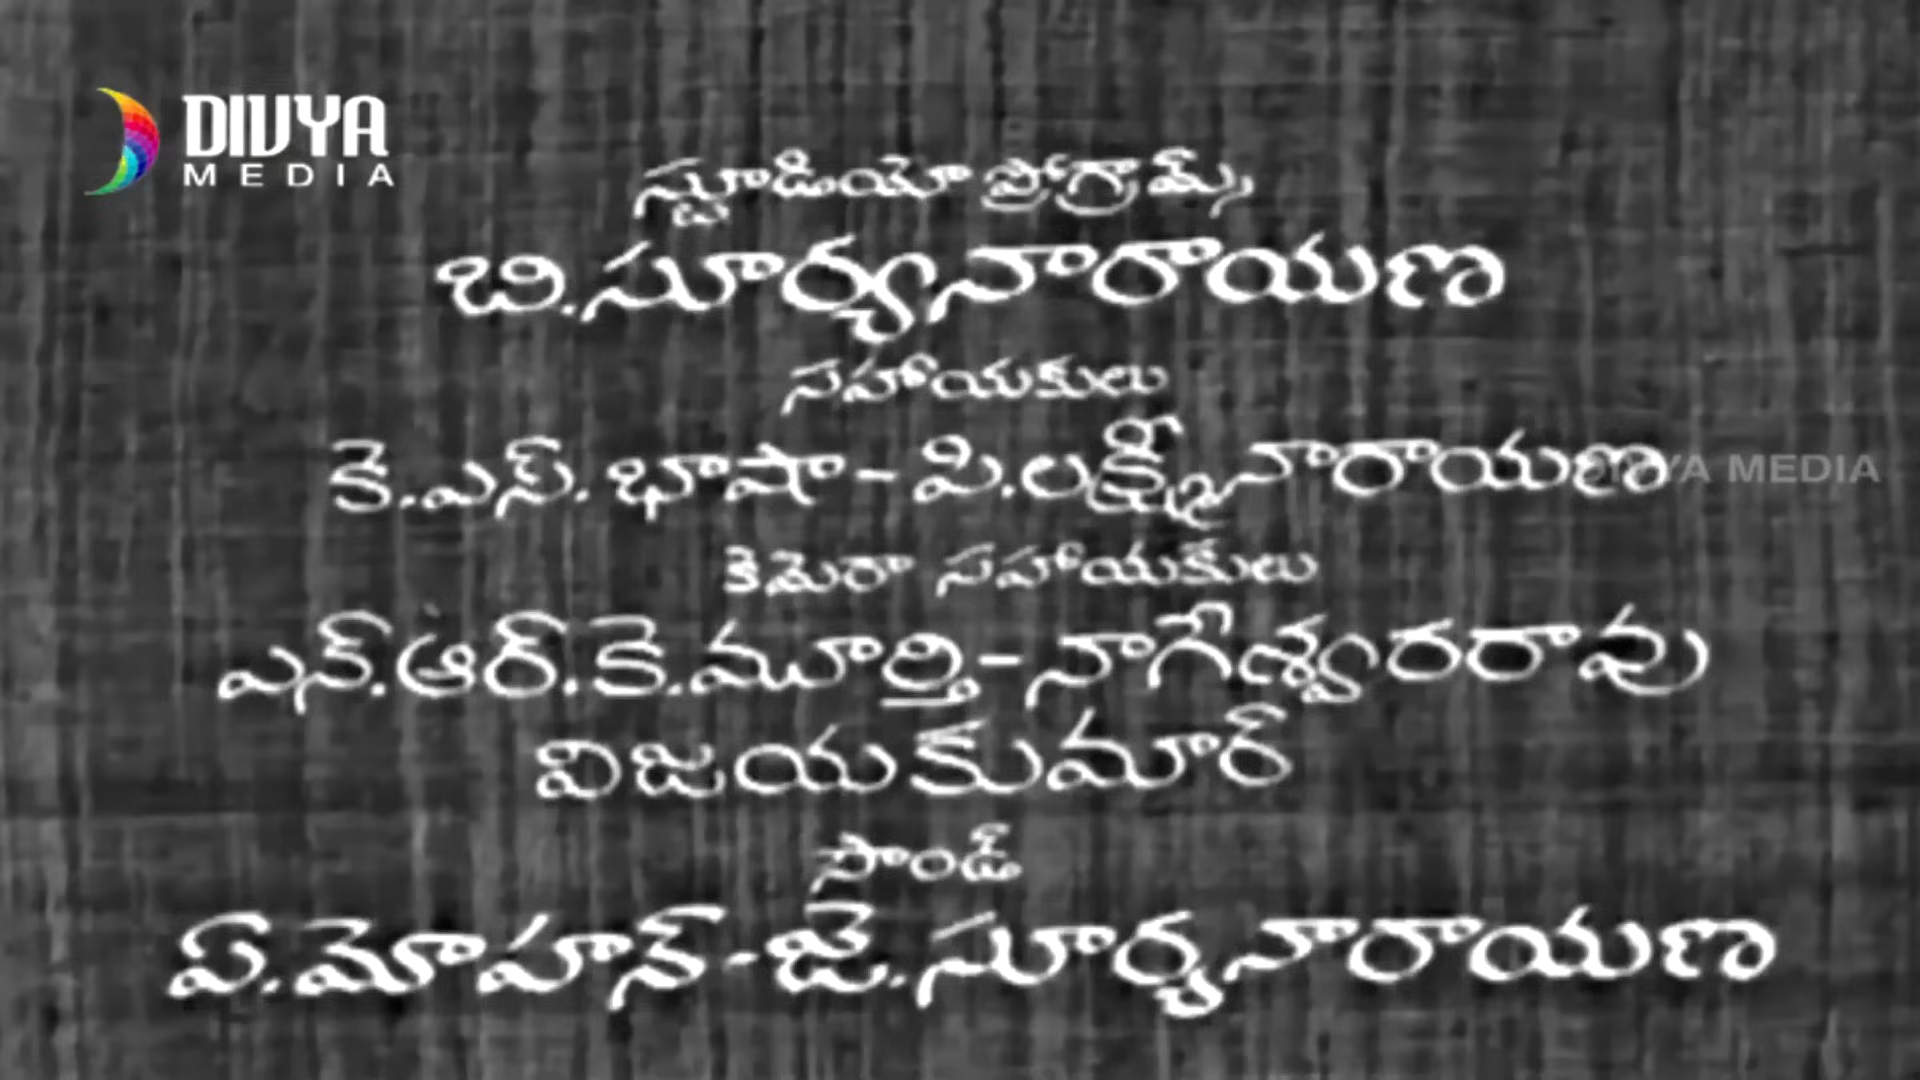 DIVYA
MEDIA
స్టూడియో ప్రోగ్రామ్స్
బి.సూర్యనారాయణ
సహాయకులు
కె.ఎస్.భాషా-పి.లక్ష్మీనారాయణ
DIVYA MEDIA
కెమెరా సహాయకులు
ఎన్.ఆర్.కె.మూర్తి-నాగేశ్వరరావు
విజయకుమార్
సౌండ్
ఏ.మోహన్-జె.సూర్యనారాయణ